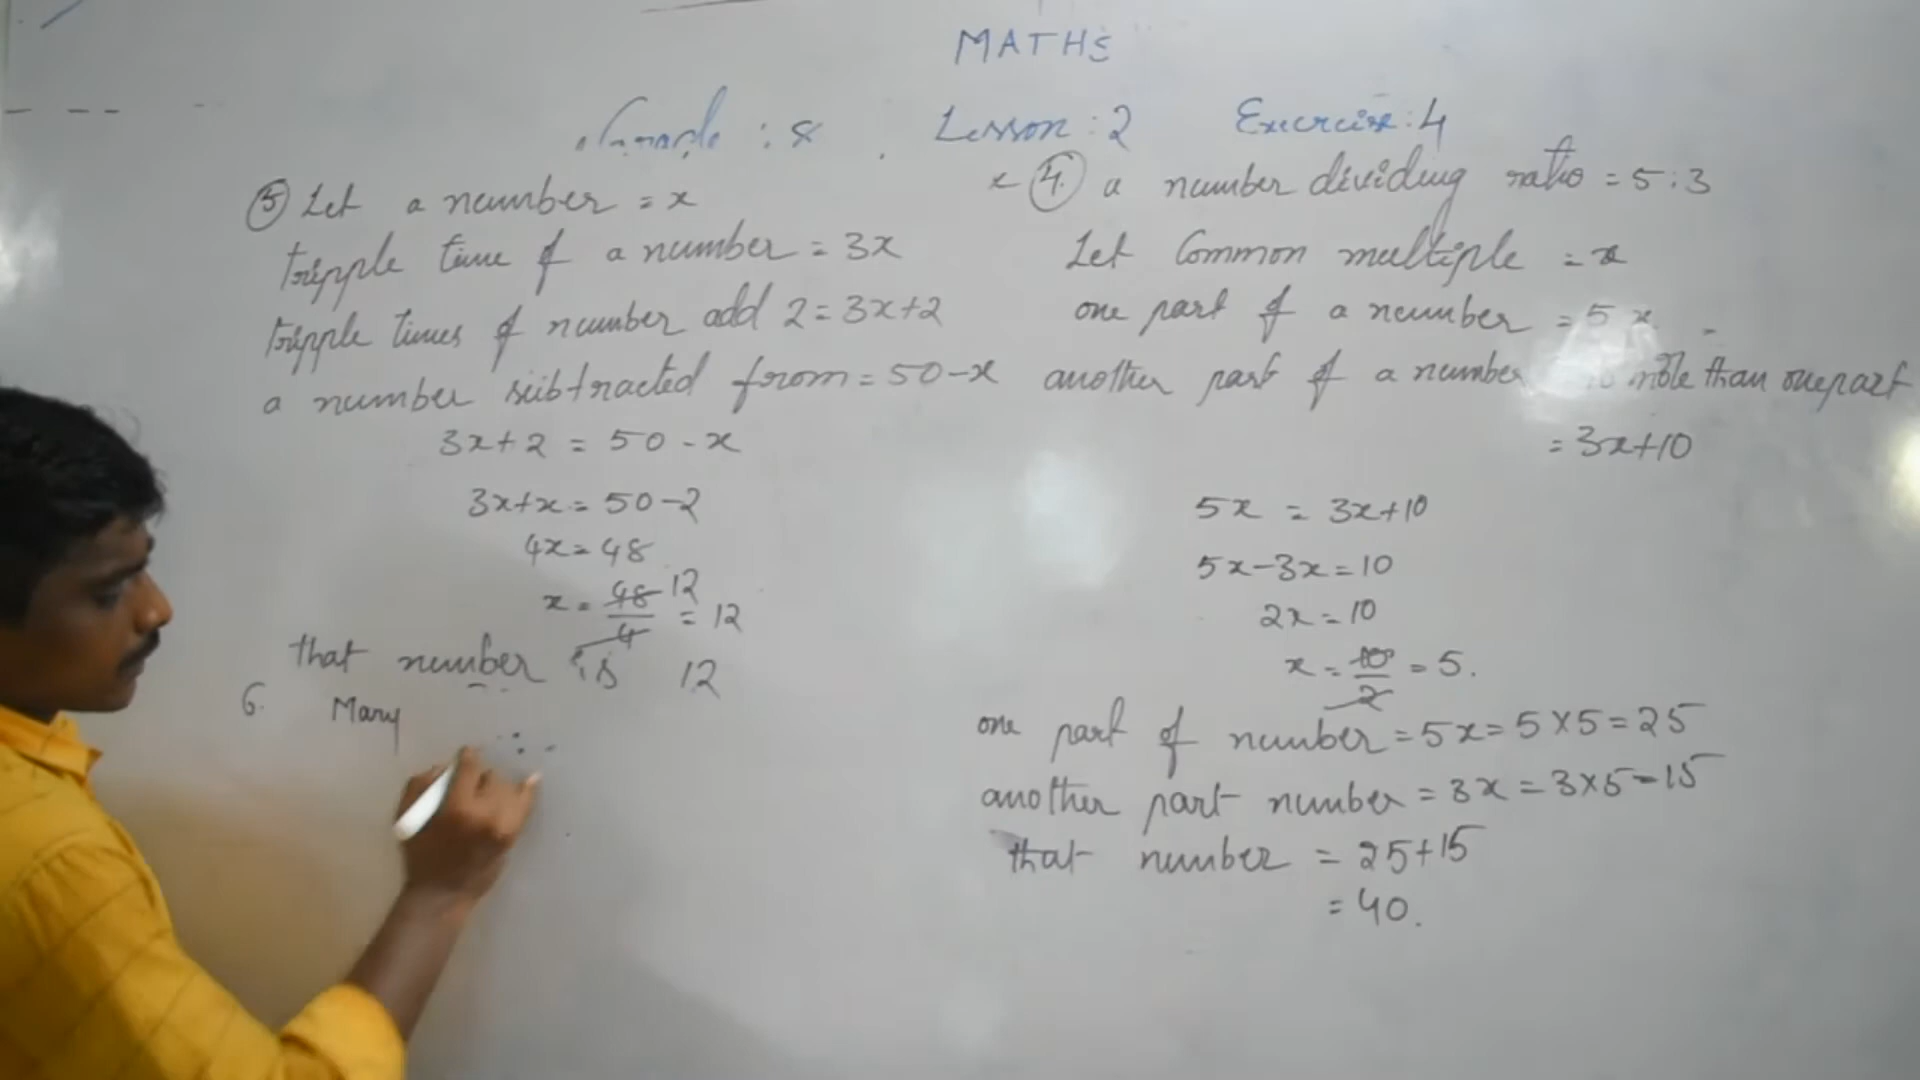 MATHS
Lesson : 2 Exercise : 4
⑤ Let a number = x
tripple time of a number = 3x
tripple times of number add 2 = 3x+2
a number subtracted from = 50-x
3x+2 = 50-x
3x+x = 50-2
4x = 48
x = 48/4 12 = 12
that number is 12
6. Mary
x ④ a number dividing ratio = 5:3
Let Common multiple = x
one part of a number = 5x
another part of a number more than one part
= 3x+10
5x = 3x+10
5x-3x = 10
2x = 10
x = 10/2 = 5.
one part of number = 5x = 5×5 = 25
another part number = 3x = 3×5 = 15
that number = 25+15
= 40.